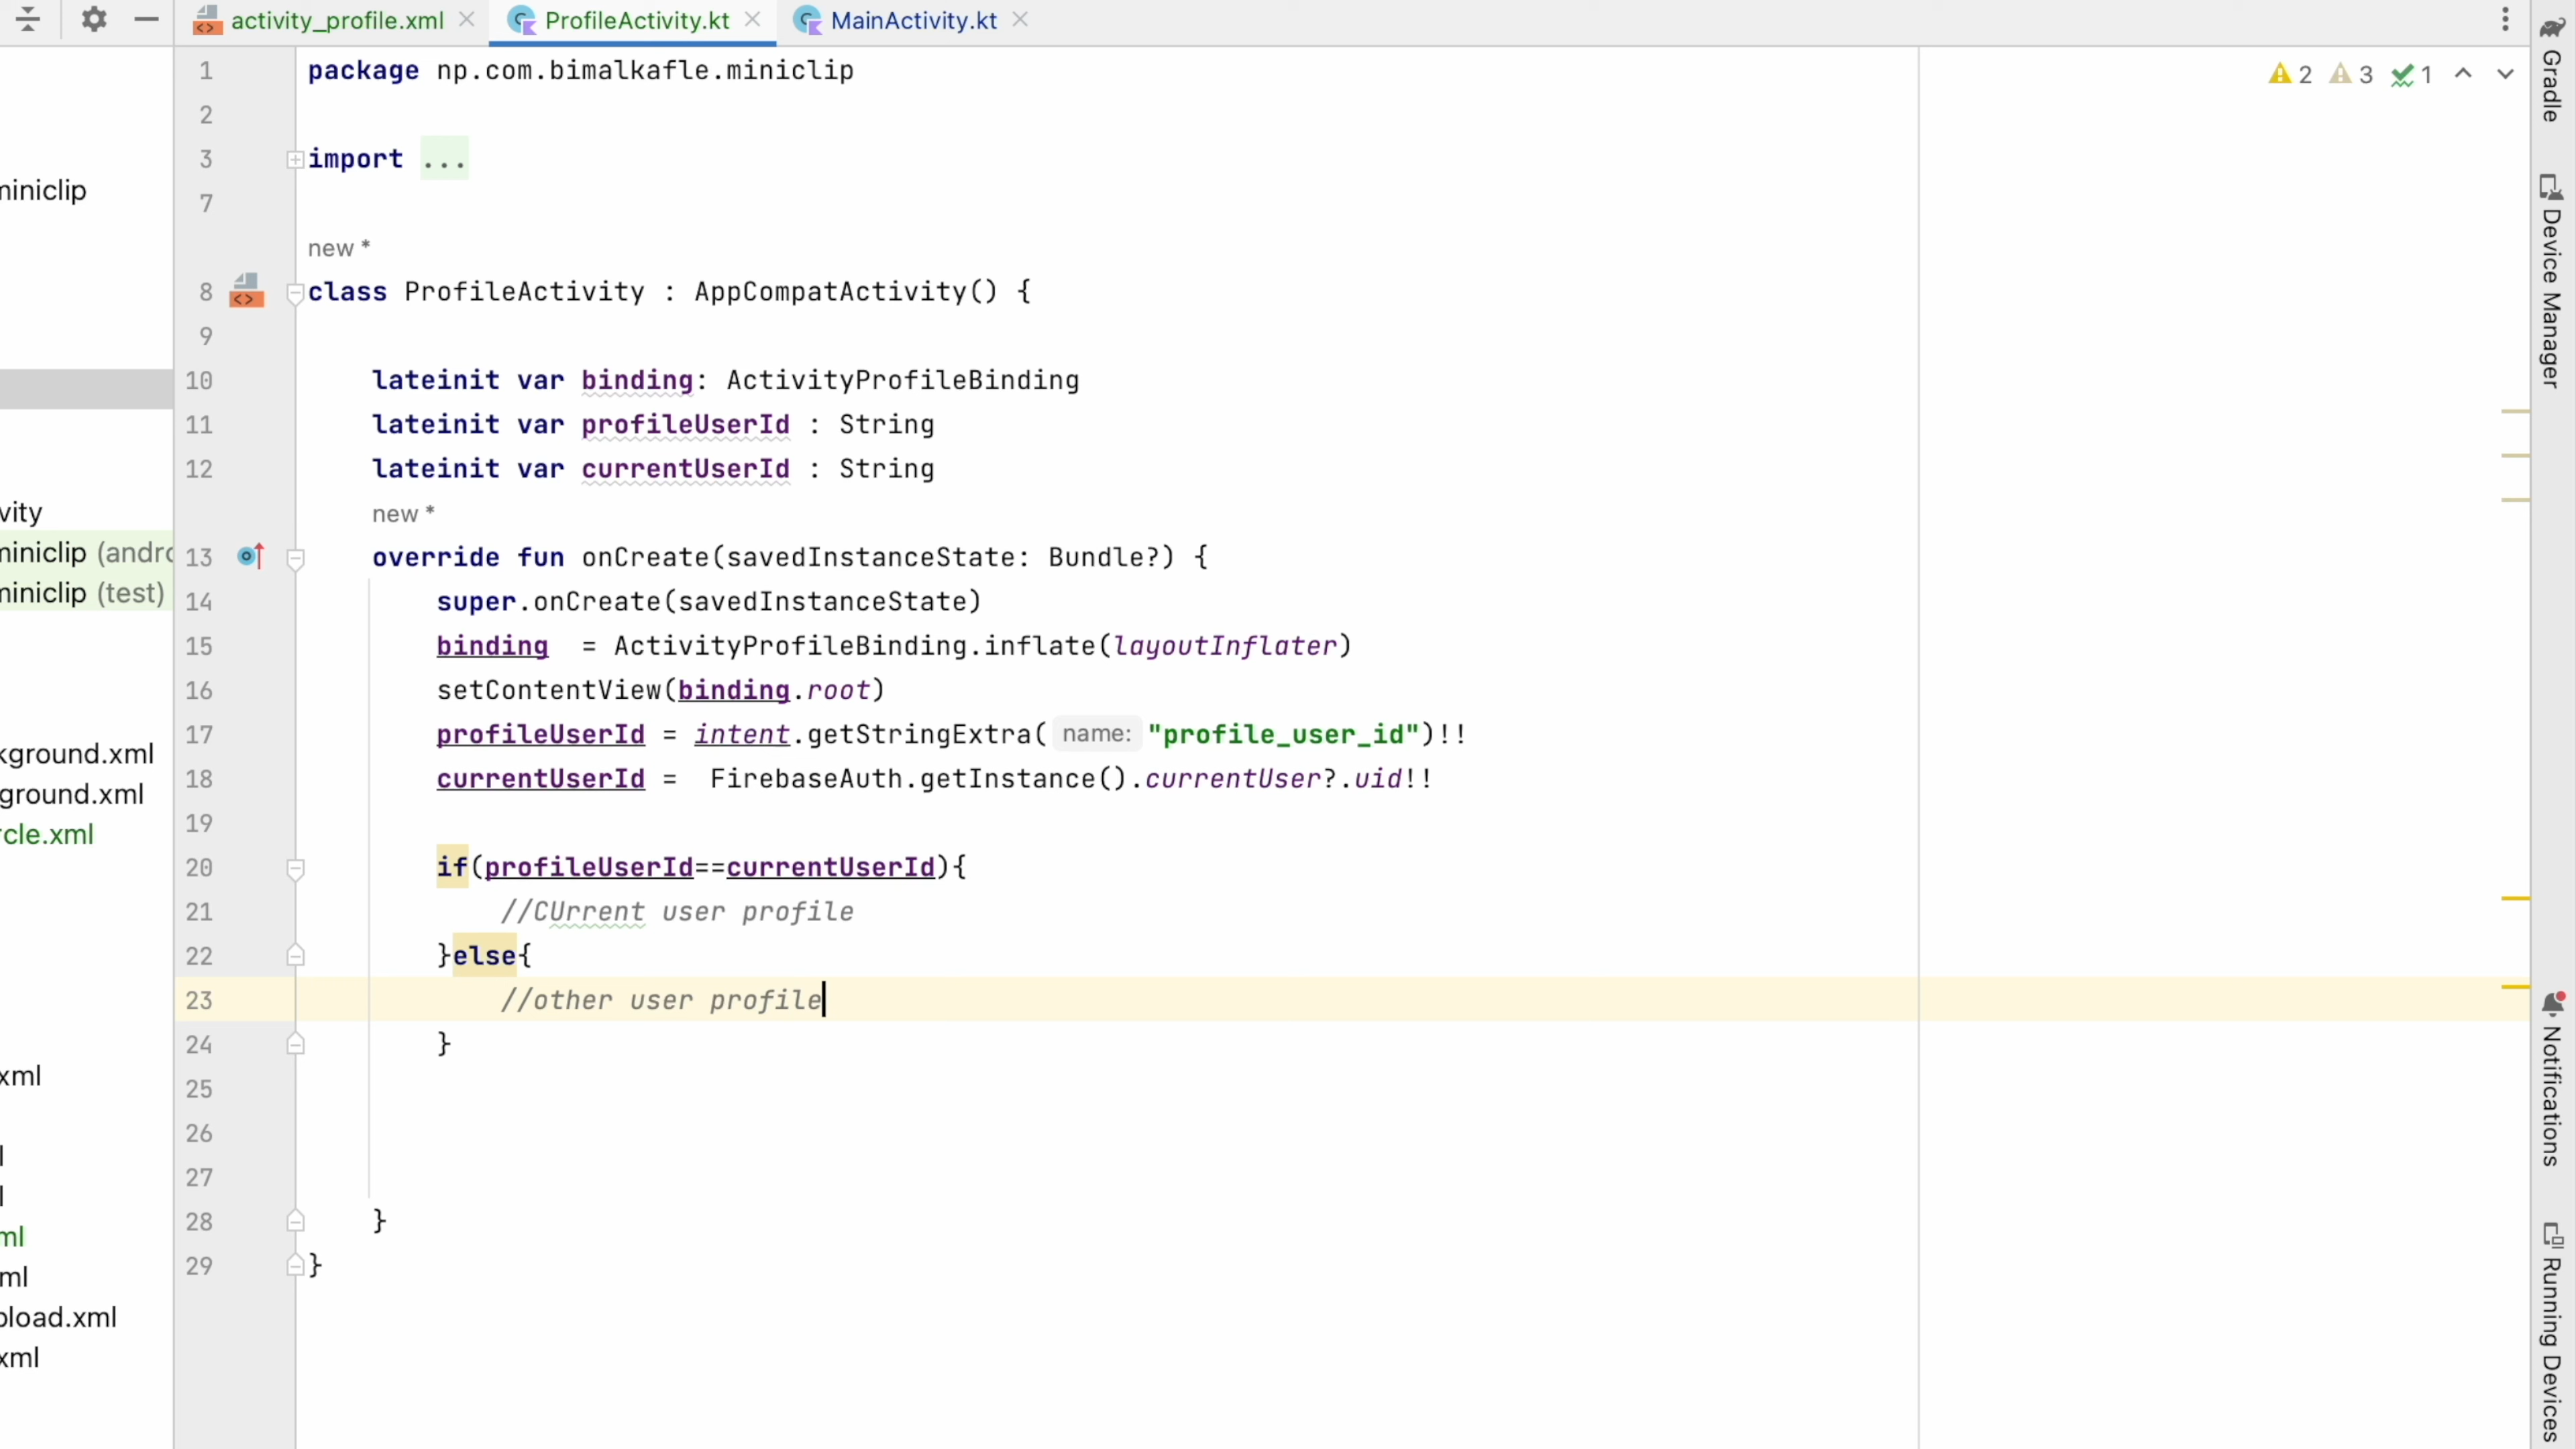 activity_profile.xml
ProfileActivity.kt
MainActivity.kt
1 package np.com.bimalkafle.miniclip
2
3 import ...
7
new *
8 class ProfileActivity : AppCompatActivity() {
9
10 lateinit var binding: ActivityProfileBinding
11 lateinit var profileUserId : String
12 lateinit var currentUserId : String
new *
13 override fun onCreate(savedInstanceState: Bundle?) {
14 super.onCreate(savedInstanceState)
15 binding = ActivityProfileBinding.inflate(layoutInflater)
16 setContentView(binding.root)
17 profileUserId = intent.getStringExtra( name: "profile_user_id")!!
18 currentUserId = FirebaseAuth.getInstance().currentUser?.uid!!
19
20 if(profileUserId==currentUserId){
21 //CUrrent user profile
22 }else{
23 //other user profile
24 }
25
26
27
28 }
29 }
2 3 1
niniclip
vity
niniclip (andro
niniclip (test)
kground.xml
ground.xml
rcle.xml
xml
ml
ml
oload.xml
xml
Gradle
Device Manager
Notifications
Running Devices